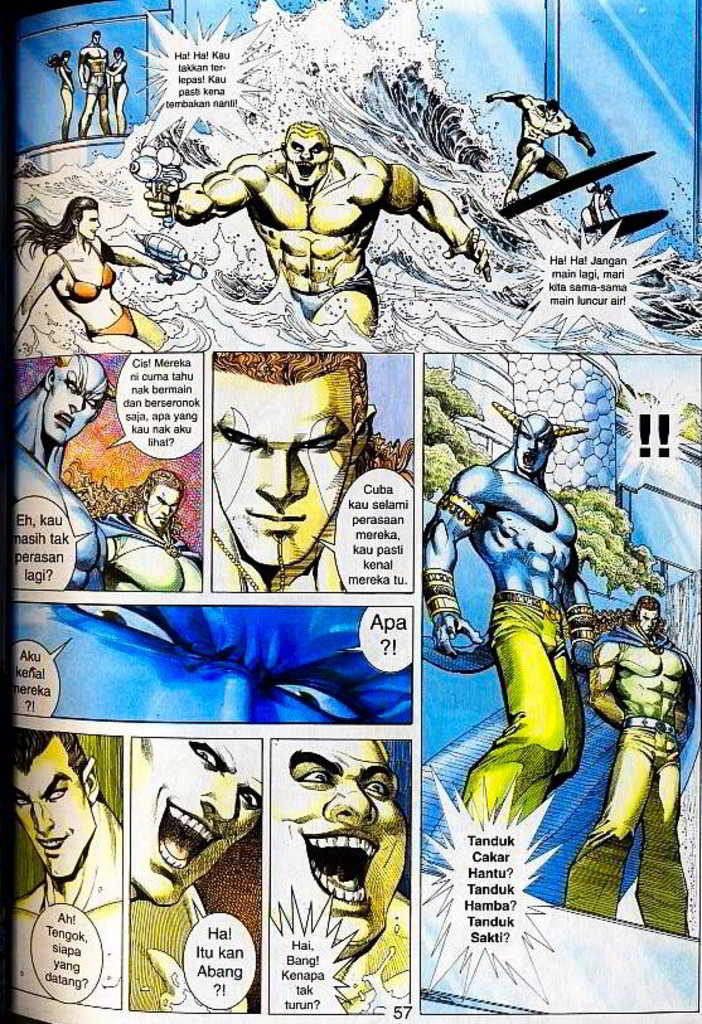 Ha! Ha! Kau
takkan ter-
lepas! Kau
pasti kena
tembakan nanti!
Ha! Ha! Jangan
main lagi, mari
kita sama-sama
main luncur air!
Cis! Mereka
ni cuma tahu
nak bermain
dan berseronok
saja, apa yang
kau nak
lihat?
Eh, kau
masih tak
perasan
lagi?
Cuba
kau selami
perasaan
mereka,
kau pasti
kenal
mereka tu.
Apa
?!
Aku
kenal
mereka
?!
!!
Tanduk
Cakar
Hantu?
Tanduk
Hamba?
Tanduk
Sakti?
Ah!
Tengok,
siapa
yang
datang?
Ha!
Itu kan
Abang
?!
Hai,
Bang!
Kenapa
tak
turun?
57